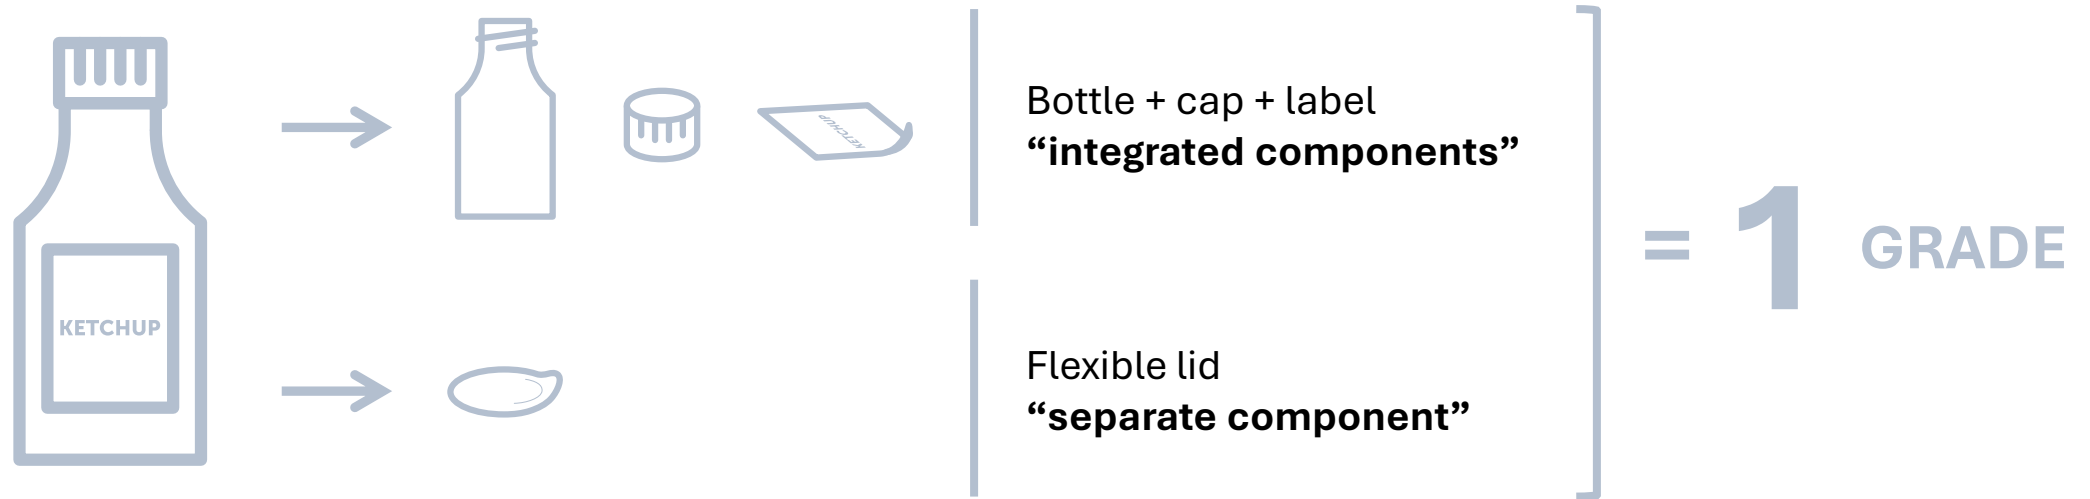 KETCHUP
KETCHUP
Bottle + cap + label
“integrated components”
Flexible lid
“separate component”
= 1 GRADE